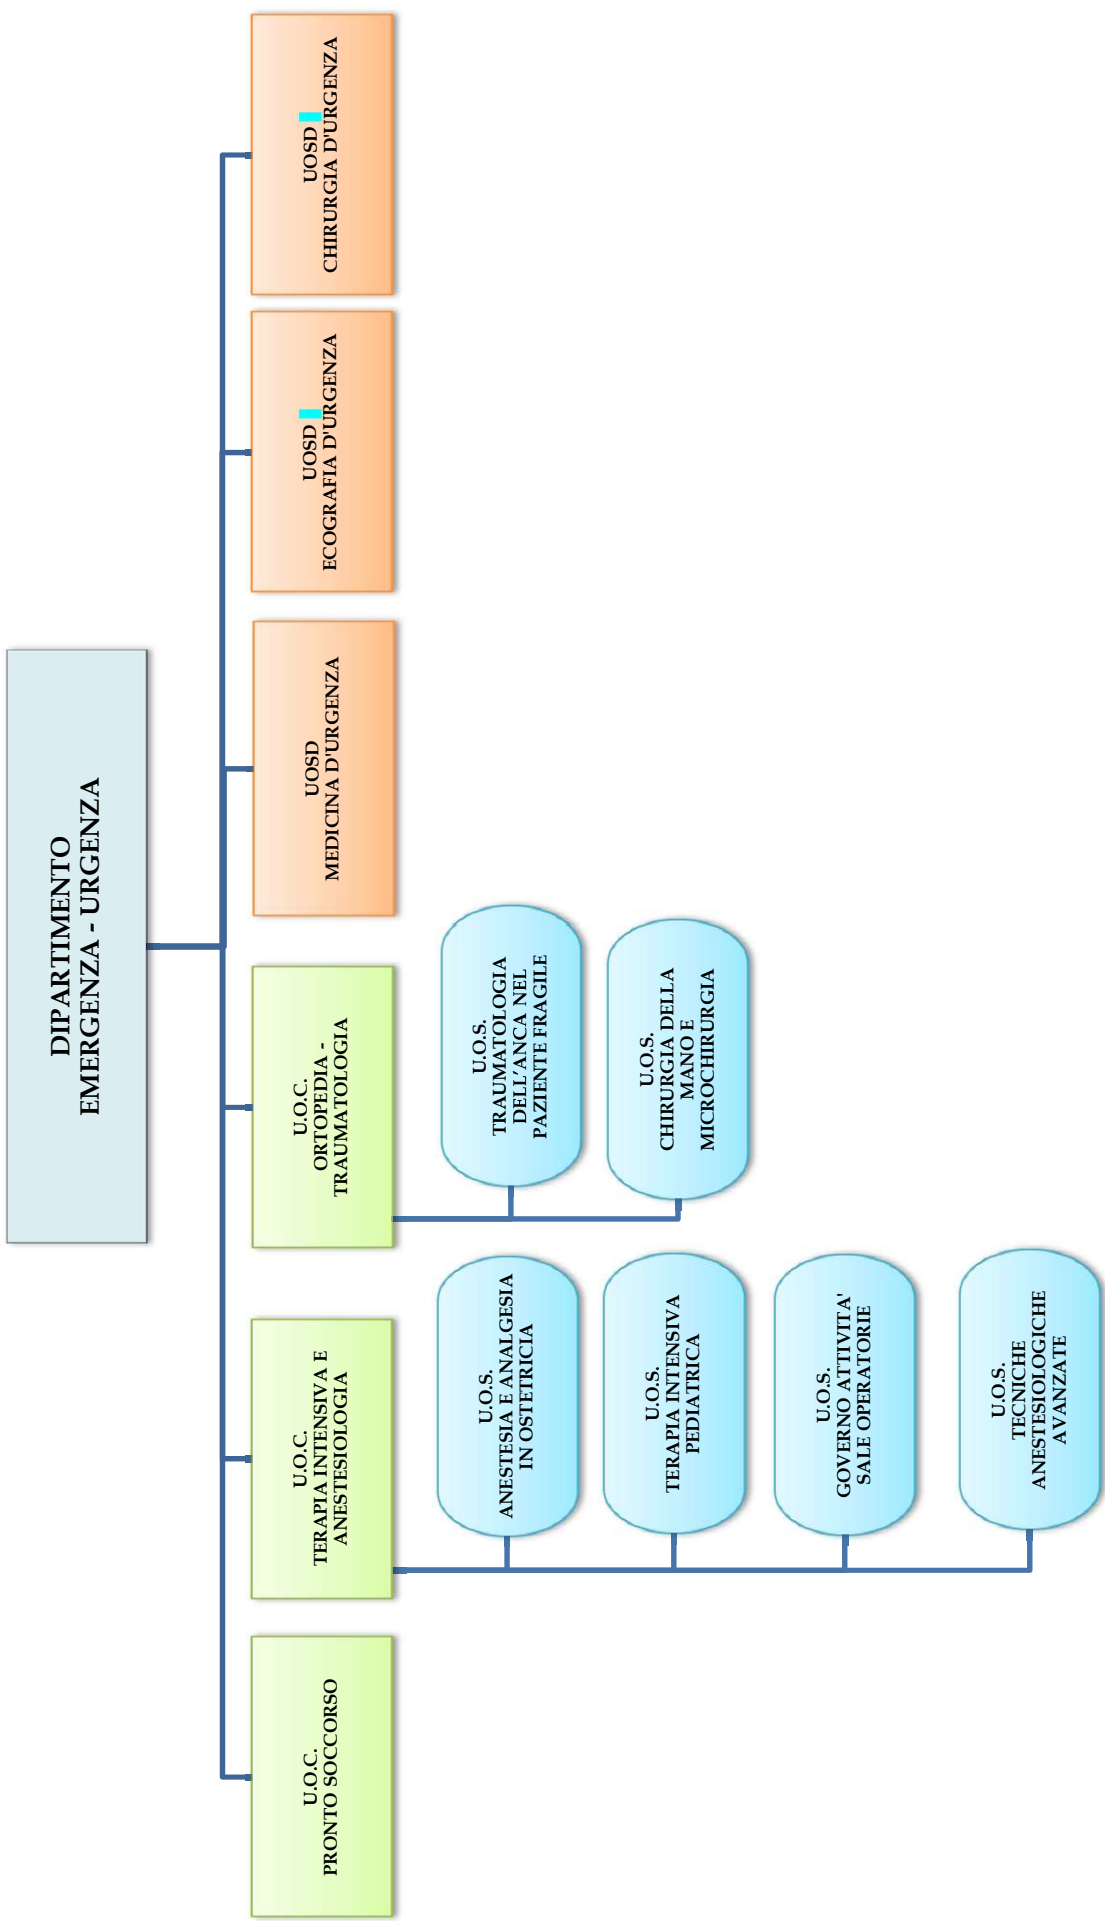 DIPARTIMENTO
EMERGENZA - URGENZA
U.O.C.
PRONTO SOCCORSO
U.O.C.
TERAPIA INTENSIVA E
ANESTESIOLOGIA
U.O.C.
ORTOPEDIA -
TRAUMATOLOGIA
UOSD
MEDICINA D'URGENZA
UOSD
ECOGRAFIA D'URGENZA
UOSD
CHIRURGIA D'URGENZA
U.O.S.
ANESTESIA E ANALGESIA
IN OSTETRICIA
U.O.S.
TERAPIA INTENSIVA
PEDIATRICA
U.O.S.
GOVERNO ATTIVITA'
SALE OPERATORIE
U.O.S.
TECNICHE
ANESTESIOLOGICHE
AVANZATE
U.O.S.
TRAUMATOLOGIA
DELL'ANCA NEL
PAZIENTE FRAGILE
U.O.S.
CHIRURGIA DELLA
MANO E
MICROCHIRURGIA